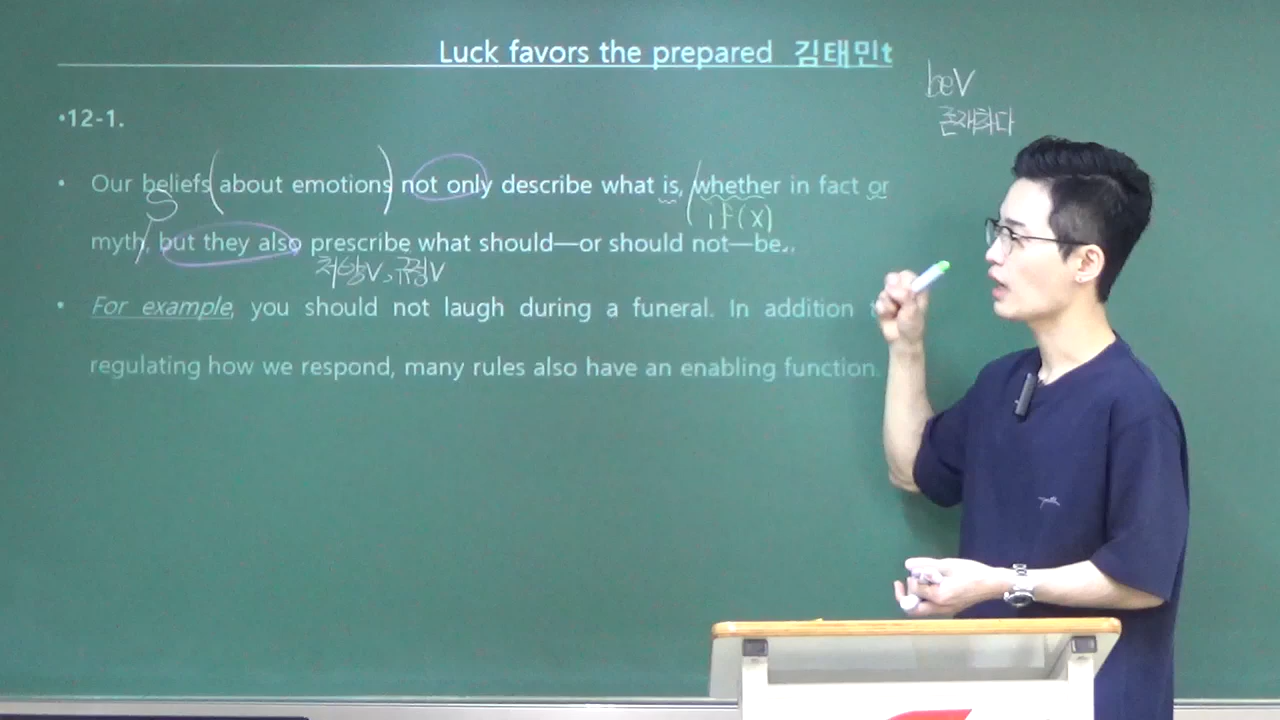 Luck favors the prepared 김태민t
beV
존재하다
•12-1.
• Our beliefs (about emotions) not only describe what is, (whether in fact or
S
if(x)
myth, but they also prescribe what should—or should not—be..
처방V, 규정V
• For example, you should not laugh during a funeral. In addition
regulating how we respond, many rules also have an enabling function.